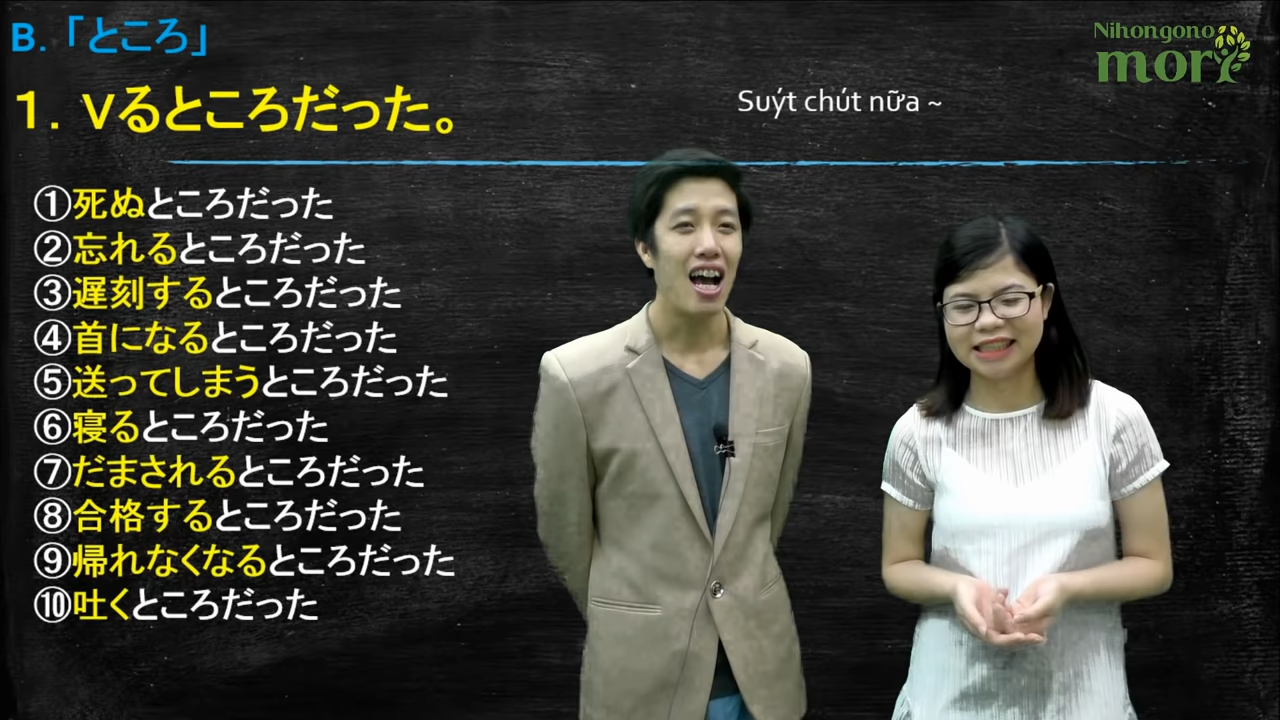 B.「ところ」
1. Vるところだった。
Suýt chút nữa ~
Nihongono
mori
①死ぬところだった
②忘れるところだった
③遅刻するところだった
④首になるところだった
⑤送ってしまうところだった
⑥寝るところだった
⑦だまされるところだった
⑧合格するところだった
⑨帰れなくなるところだった
⑩吐くところだった